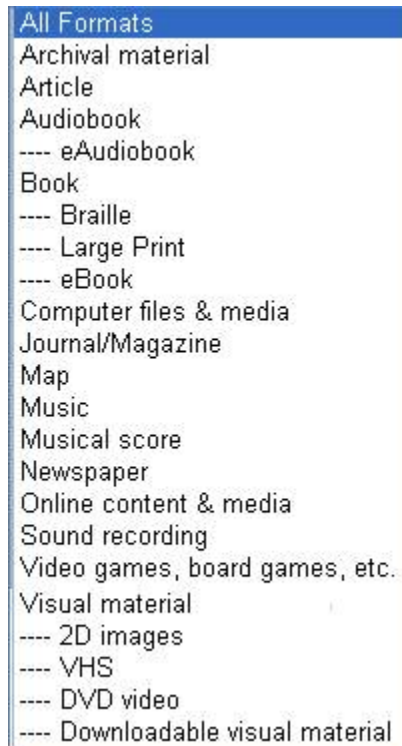 All Formats
Archival material
Article
Audiobook
---- eAudiobook
Book
---- Braille
---- Large Print
---- eBook
Computer files & media
Journal/Magazine
Map
Music
Musical score
Newspaper
Online content & media
Sound recording
Video games, board games, etc.
Visual material
---- 2D images
---- VHS
---- DVD video
---- Downloadable visual material